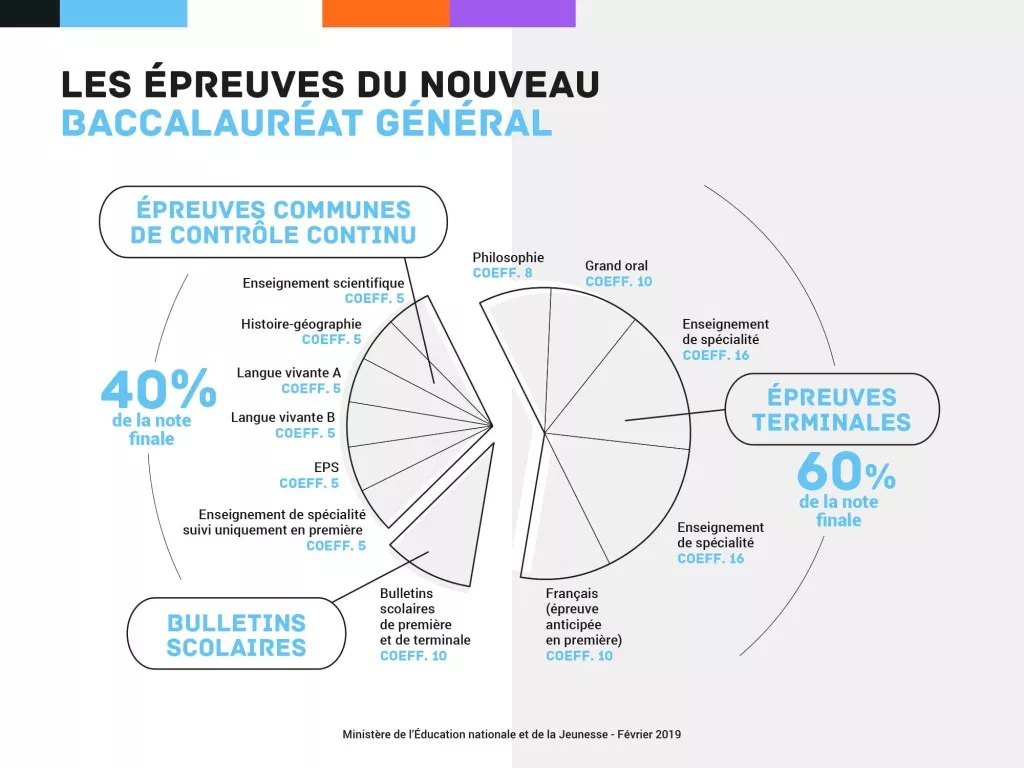 LES ÉPREUVES DU NOUVEAU
BACCALAURÉAT GÉNÉRAL
ÉPREUVES COMMUNES
DE CONTRÔLE CONTINU
Enseignement scientifique
COEFF. 5
Histoire-géographie
COEFF. 5
Langue vivante A
COEFF. 5
Langue vivante B
COEFF. 5
EPS
COEFF. 5
Enseignement de spécialité
suivi uniquement en première
COEFF. 5
40%
de la note
finale
BULLETINS
SCOLAIRES
Bulletins
scolaires
de première
et de terminale
COEFF. 10
Philosophie
COEFF. 8
Grand oral
COEFF. 10
Enseignement
de spécialité
COEFF. 16
ÉPREUVES
TERMINALES
60%
de la note
finale
Enseignement
de spécialité
COEFF. 16
Français
(épreuve
anticipée
en première)
COEFF. 10
Ministère de l'Éducation nationale et de la Jeunesse - Février 2019